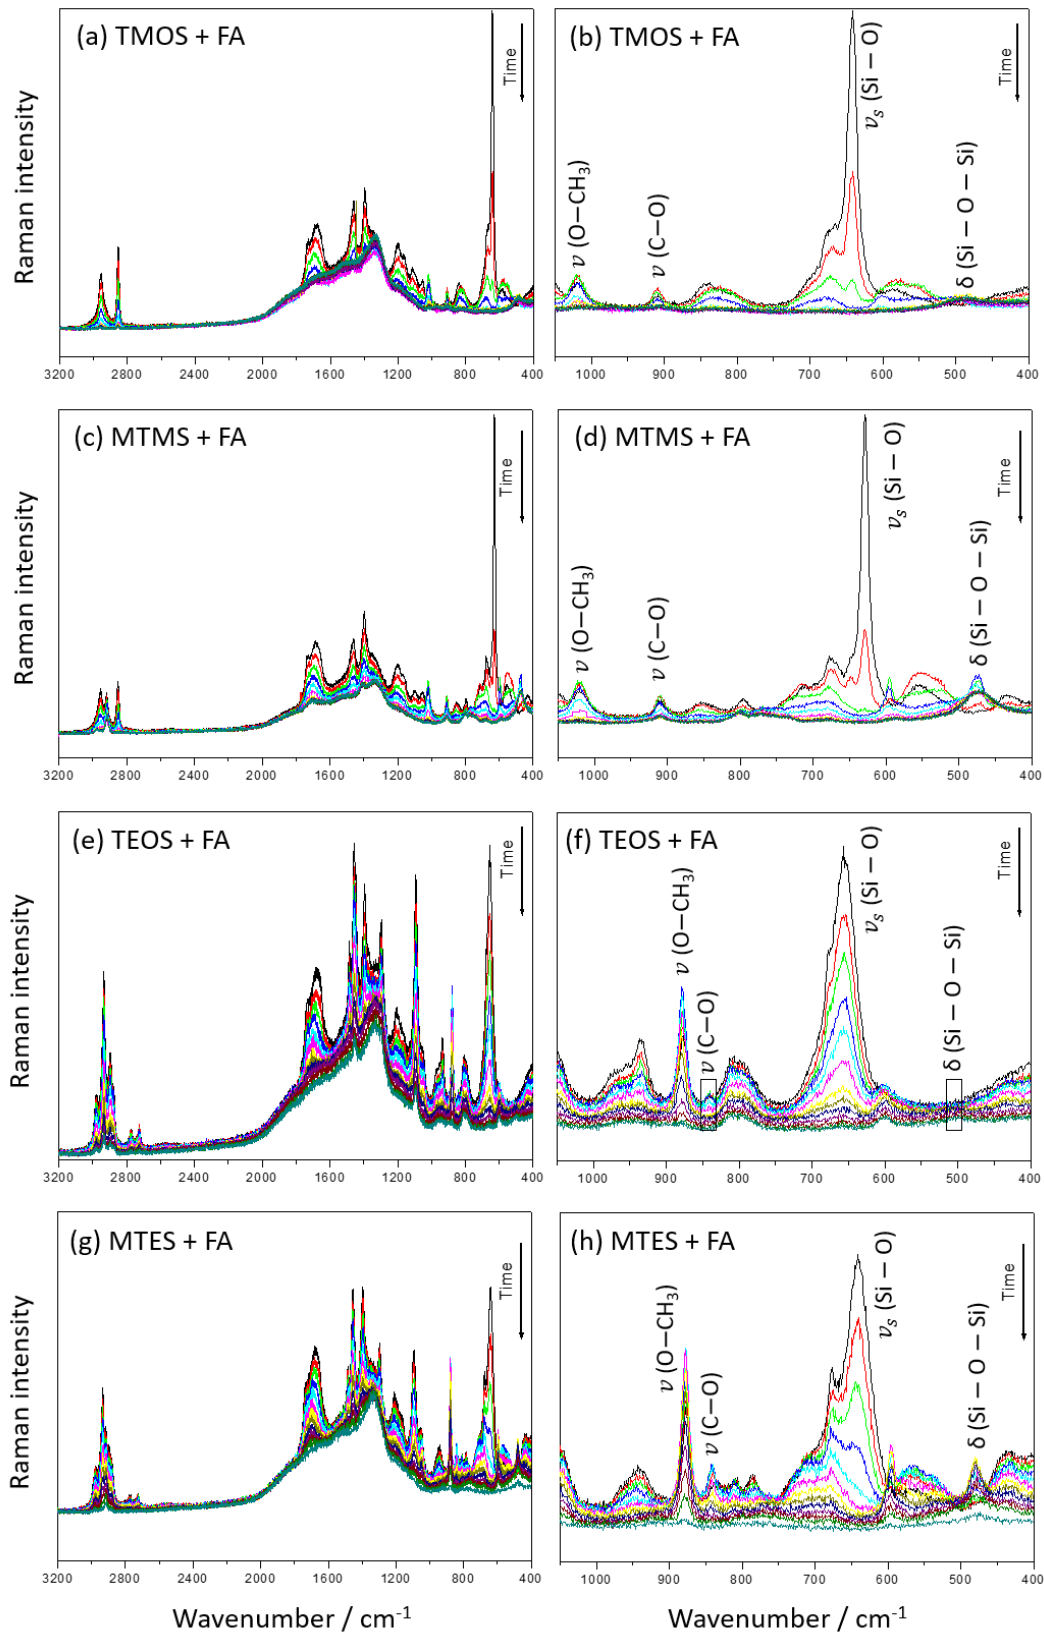 (a) TMOS + FA
Time
Raman intensity
3200 2800 2400 2000 1600 1200 800 400
(b) TMOS + FA
Time
𝑎 (O−CH₃)
𝑎 (C−O)
𝑎ₛ (Si − O)
δ (Si − O − Si)
1000 900 800 700 600 500 400
(c) MTMS + FA
Time
Raman intensity
3200 2800 2400 2000 1600 1200 800 400
(d) MTMS + FA
Time
𝑎 (O−CH₃)
𝑎 (C−O)
𝑎ₛ (Si − O)
δ (Si − O − Si)
1000 900 800 700 600 500 400
(e) TEOS + FA
Time
Raman intensity
3200 2800 2400 2000 1600 1200 800 400
(f) TEOS + FA
Time
𝑎 (O−CH₃)
𝑎 (C−O)
𝑎ₛ (Si − O)
δ (Si − O − Si)
1000 900 800 700 600 500 400
(g) MTES + FA
Time
Raman intensity
3200 2800 2400 2000 1600 1200 800 400
(h) MTES + FA
Time
𝑎 (O−CH₃)
𝑎 (C−O)
𝑎ₛ (Si − O)
δ (Si − O − Si)
1000 900 800 700 600 500 400
Wavenumber / cm⁻¹
Wavenumber / cm⁻¹